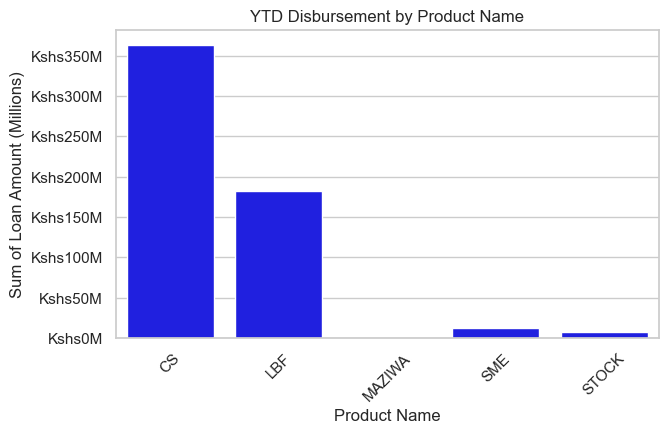 YTD Disbursement by Product Name
Sum of Loan Amount (Millions)
Kshs350M
Kshs300M
Kshs250M
Kshs200M
Kshs150M
Kshs100M
Kshs50M
Kshs0M
CS
LBF
MAZIWA
SME
STOCK
Product Name